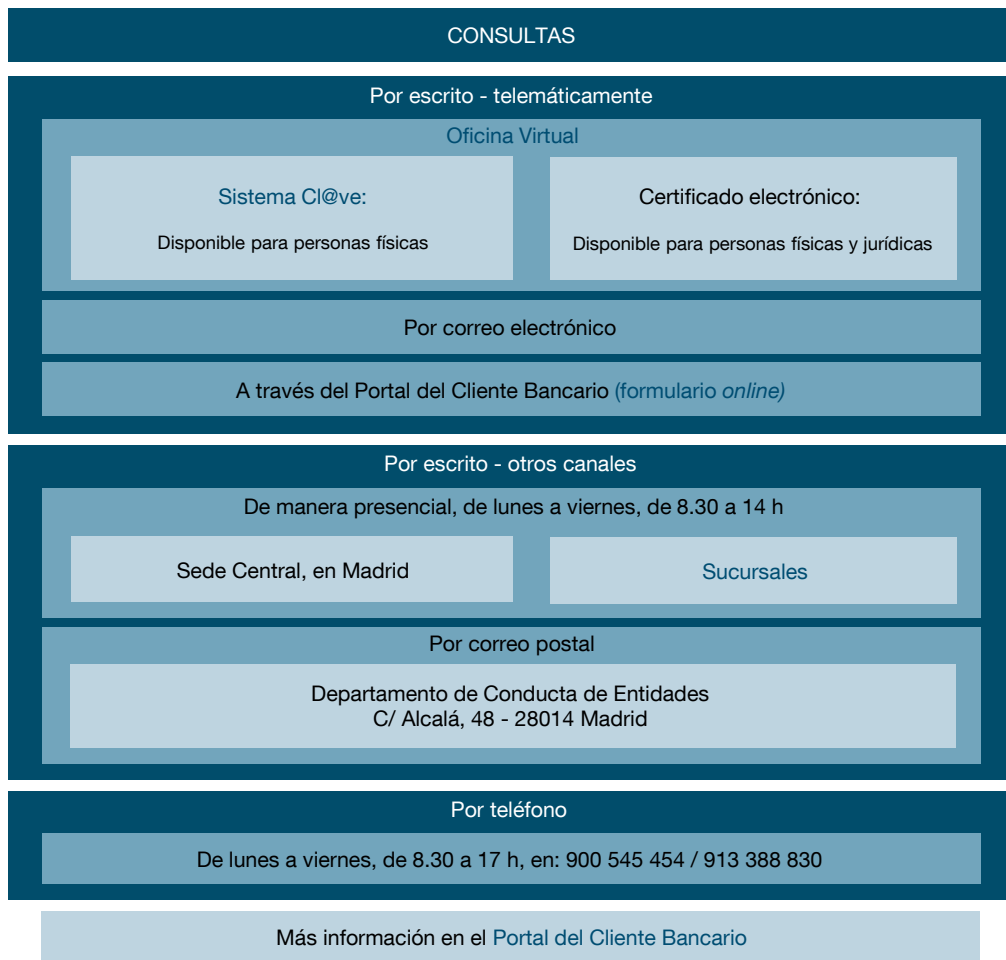 CONSULTAS
Por escrito - telemáticamente
Oficina Virtual
Sistema Cl@ve:
Disponible para personas físicas
Certificado electrónico:
Disponible para personas físicas y jurídicas
Por correo electrónico
A través del Portal del Cliente Bancario (formulario online)
Por escrito - otros canales
De manera presencial, de lunes a viernes, de 8.30 a 14 h
Sede Central, en Madrid
Sucursales
Por correo postal
Departamento de Conducta de Entidades
C/ Alcalá, 48 - 28014 Madrid
Por teléfono
De lunes a viernes, de 8.30 a 17 h, en: 900 545 454 / 913 388 830
Más información en el Portal del Cliente Bancario